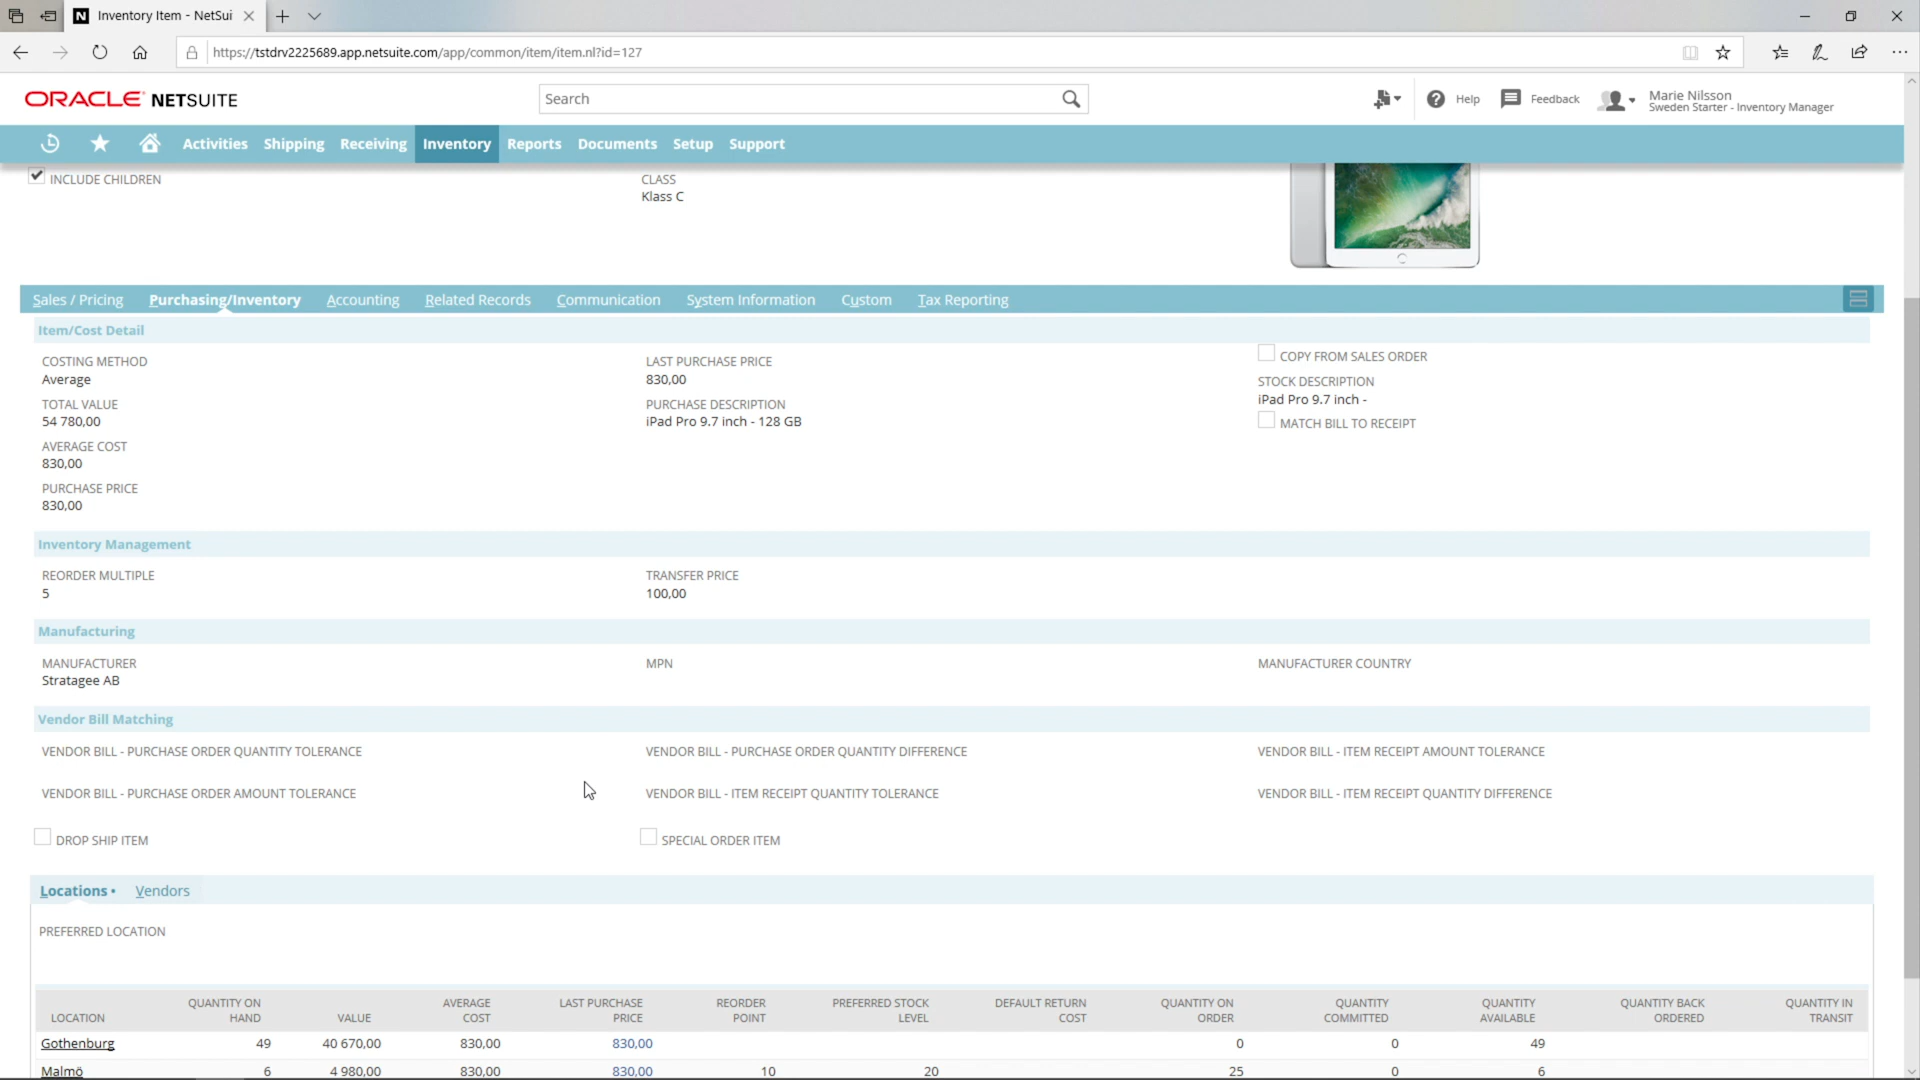 Inventory Item - NetSui
https://tstdrv2225689.app.netsuite.com/app/common/item/item.nl?id=127
ORACLE NETSUITE
Search
Help
Feedback
Marie Nilsson
Sweden Starter - Inventory Manager
Activities Shipping Receiving Inventory Reports Documents Setup Support
INCLUDE CHILDREN
CLASS
Klass C
Sales / Pricing Purchasing/Inventory Accounting Related Records Communication System Information Custom Tax Reporting
Item/Cost Detail
COSTING METHOD
Average
TOTAL VALUE
54 780,00
AVERAGE COST
830,00
PURCHASE PRICE
830,00
LAST PURCHASE PRICE
830,00
PURCHASE DESCRIPTION
iPad Pro 9.7 inch - 128 GB
COPY FROM SALES ORDER
STOCK DESCRIPTION
iPad Pro 9.7 inch -
MATCH BILL TO RECEIPT
Inventory Management
REORDER MULTIPLE
5
TRANSFER PRICE
100,00
Manufacturing
MANUFACTURER
Stratagee AB
MPN
MANUFACTURER COUNTRY
Vendor Bill Matching
VENDOR BILL - PURCHASE ORDER QUANTITY TOLERANCE
VENDOR BILL - PURCHASE ORDER QUANTITY DIFFERENCE
VENDOR BILL - ITEM RECEIPT AMOUNT TOLERANCE
VENDOR BILL - PURCHASE ORDER AMOUNT TOLERANCE
VENDOR BILL - ITEM RECEIPT QUANTITY TOLERANCE
VENDOR BILL - ITEM RECEIPT QUANTITY DIFFERENCE
DROP SHIP ITEM
SPECIAL ORDER ITEM
Locations • Vendors
PREFERRED LOCATION
LOCATION QUANTITY ON HAND VALUE AVERAGE COST LAST PURCHASE PRICE REORDER POINT PREFERRED STOCK LEVEL DEFAULT RETURN COST QUANTITY ON ORDER QUANTITY COMMITTED QUANTITY AVAILABLE QUANTITY BACK ORDERED QUANTITY IN TRANSIT
Gothenburg 49 40 670,00 830,00 830,00 0 0 49
Malmö 6 4 980,00 830,00 830,00 10 20 25 0 6